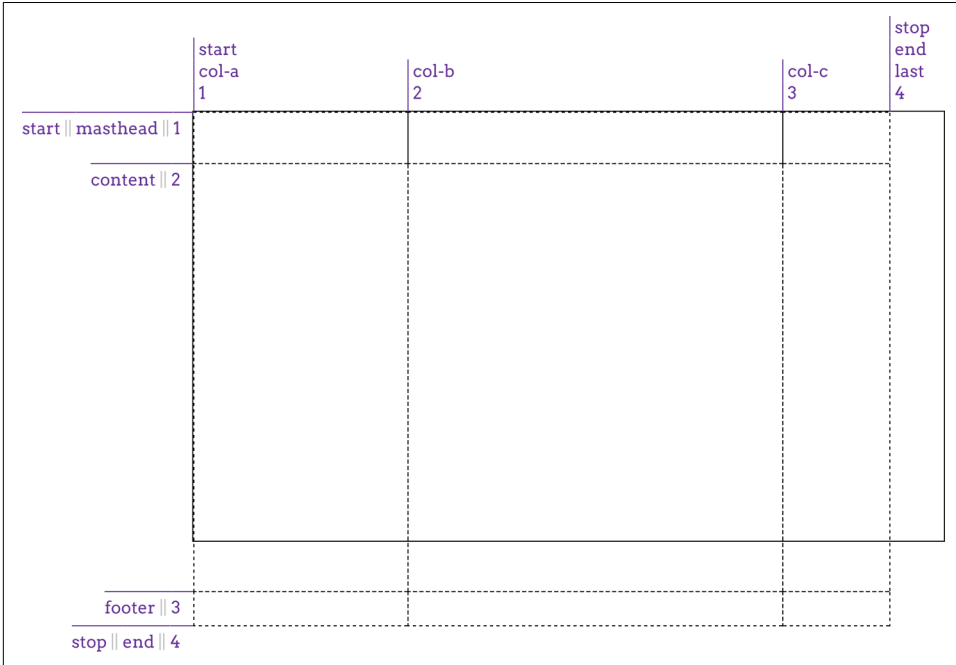 start
col-a
1
col-b
2
col-c
3
stop
end
last
4
start || masthead || 1
content || 2
footer || 3
stop || end || 4